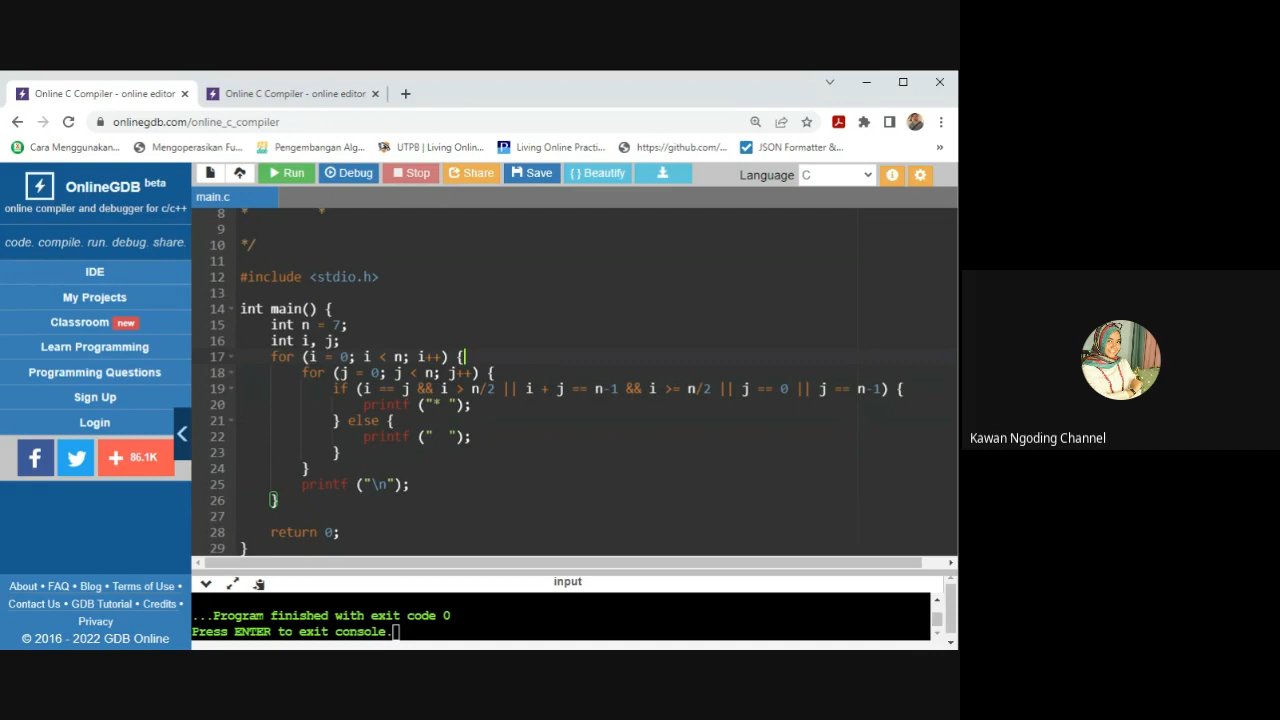 Online C Compiler - online editor
Online C Compiler - online editor
onlinegdb.com/online_c_compiler
Cara Menggunakan...
Mengoperasikan Fu...
Pengembangan Alg...
UTPB | Living Onlin...
Living Online Practi...
https://github.com/...
JSON Formatter &...
»
OnlineGDB beta
online compiler and debugger for c/c++
code. compile. run. debug. share.
IDE
My Projects
Classroom new
Learn Programming
Programming Questions
Sign Up
Login
86.1K
About • FAQ • Blog • Terms of Use •
Contact Us • GDB Tutorial • Credits •
Privacy
© 2016 - 2022 GDB Online
Run
Debug
Stop
Share
Save
{ } Beautify
Language C
main.c
8 * *
9
10 */
11
12 #include <stdio.h>
13
14 int main() {
15 int n = 7;
16 int i, j;
17 for (i = 0; i < n; i++) {
18 for (j = 0; j < n; j++) {
19 if (i == j && i > n/2 || i + j == n-1 && i >= n/2 || j == 0 || j == n-1) {
20 printf ("* ");
21 } else {
22 printf ("  ");
23 }
24 }
25 printf ("\n");
26 }
27
28 return 0;
29 }
input
...Program finished with exit code 0
Press ENTER to exit console.
Kawan Ngoding Channel